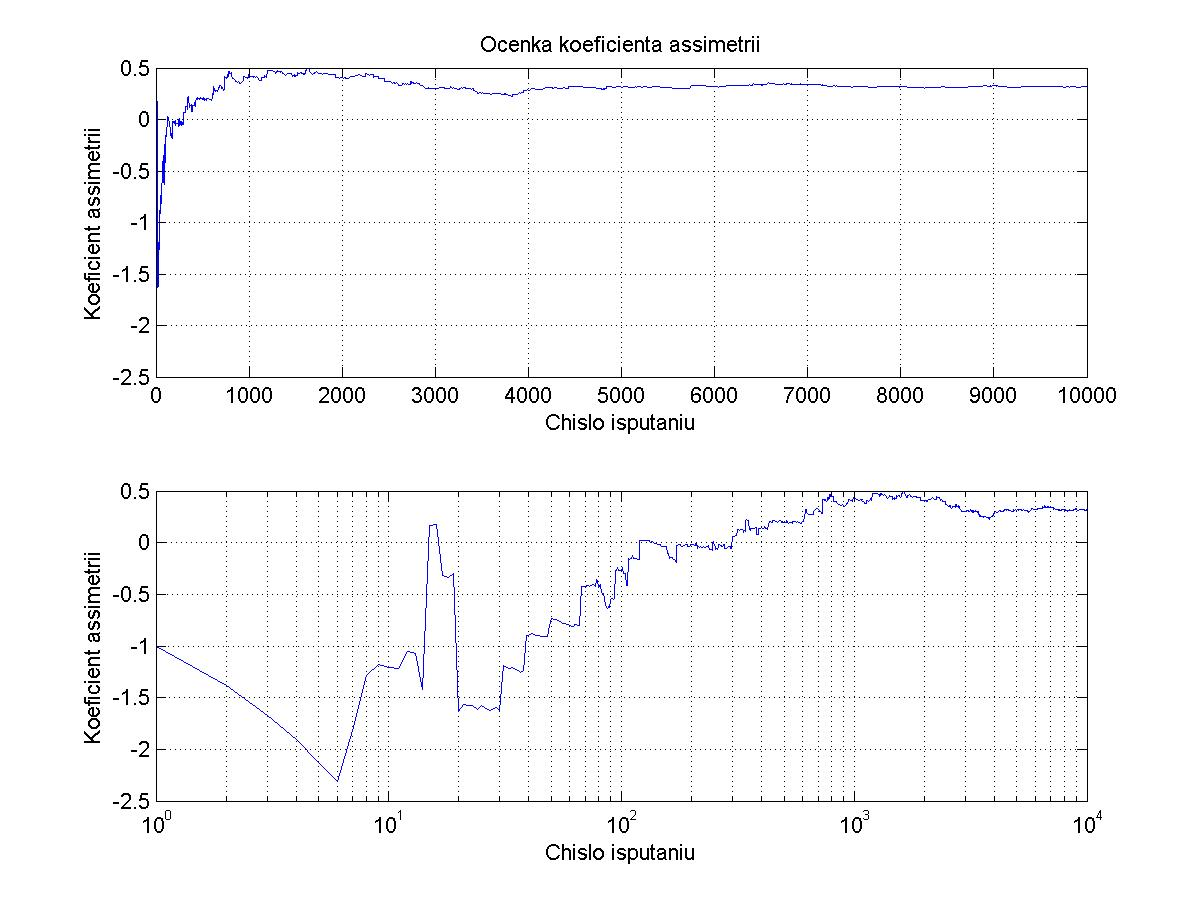 Ocenka koeficienta assimetrii
0.5
0
-0.5
-1
-1.5
-2
-2.5
Koeficient assimetrii
0 1000 2000 3000 4000 5000 6000 7000 8000 9000 10000
Chislo isputaniu
0.5
0
-0.5
-1
-1.5
-2
-2.5
Koeficient assimetrii
10^0 10^1 10^2 10^3 10^4
Chislo isputaniu